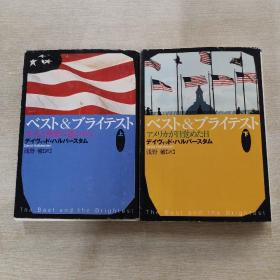 ベスト&ブライテスト
上
デイヴィッド・ハルバースタム
浅野 輔[訳]
The Best and the Brightest
ベスト&ブライテスト
アメリカが目覚めた日
下
デイヴィッド・ハルバースタム
浅野 輔[訳]
The Best and the Brightest